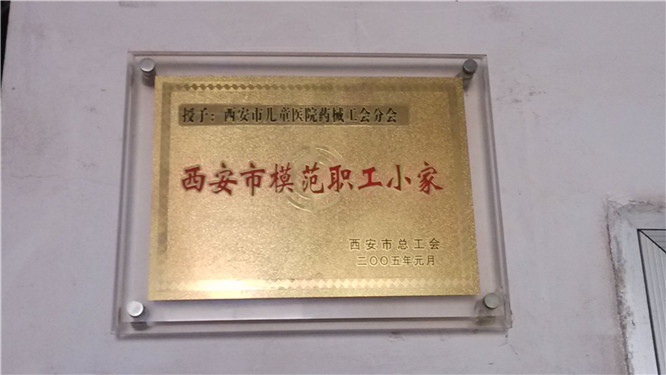 授予：西安市儿童医院药械工会分会
西安市模范职工小家
西安市总工会
二〇〇五年元月